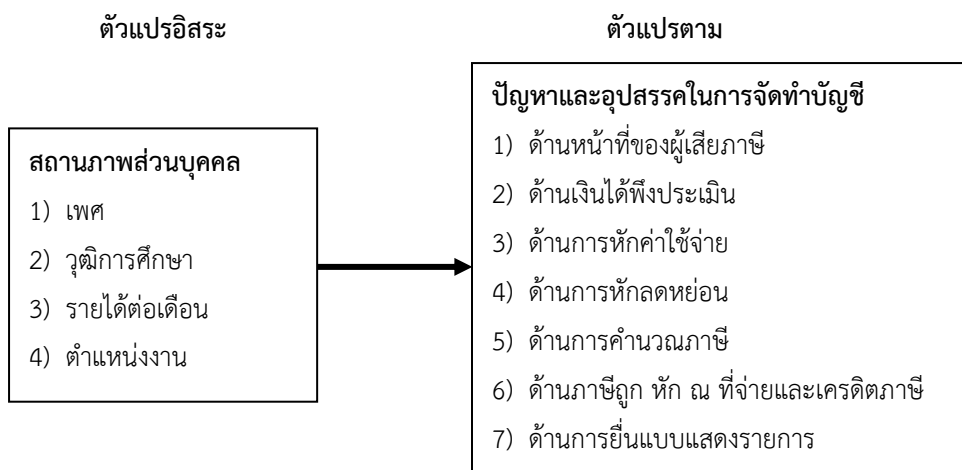 ตัวแปรอิสระ
ตัวแปรตาม
สถานภาพส่วนบุคคล
1) เพศ
2) วุฒิการศึกษา
3) รายได้ต่อเดือน
4) ตำแหน่งงาน
ปัญหาและอุปสรรคในการจัดทำบัญชี
1) ด้านหน้าที่ของผู้เสียภาษี
2) ด้านเงินได้พึงประเมิน
3) ด้านการหักค่าใช้จ่าย
4) ด้านการหักลดหย่อน
5) ด้านการคำนวณภาษี
6) ด้านภาษีถูก หัก ณ ที่จ่ายและเครดิตภาษี
7) ด้านการยื่นแบบแสดงรายการ